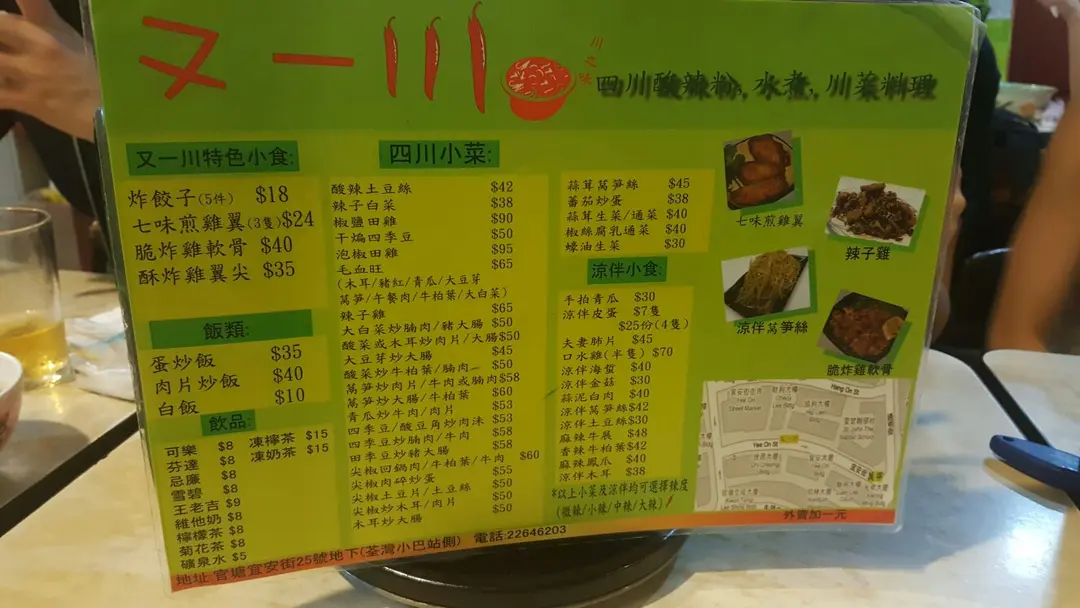 又一川
川之味
四川酸辣粉,水煮,川菜料理
又一川特色小食:
炸餃子(5件) $18
七味煎雞翼(3隻)$24
脆炸雞軟骨 $40
酥炸雞翼尖 $35
飯類:
蛋炒飯 $35
肉片炒飯 $40
白飯 $10
飲品:
可樂 $8 凍檸茶 $15
芬達 $8 凍奶茶 $15
忌廉 $8
雪碧 $8
王老吉 $9
維他奶 $8
檸檬茶 $8
菊花茶 $8
礦泉水 $5
四川小菜:
酸辣土豆絲 $42
辣子白菜 $38
椒鹽田雞 $90
干煸四季豆 $50
泡椒田雞 $95
毛血旺 $65
(木耳/豬紅/青瓜/大豆芽
萵笋/午餐肉/牛柏葉/大白菜)
辣子雞 $65
大白菜炒腩肉/豬大腸 $50
酸菜或木耳炒肉片/大腸$50
大豆芽炒大腸 $45
酸菜炒牛柏葉/腩肉 $50
萵笋炒肉片/牛肉或腩肉$58
萵笋炒大腸/牛柏葉 $60
青瓜炒牛肉/肉片 $53
四季豆/酸豆角炒肉沫 $53
四季豆炒腩肉/牛肉 $58
田季豆炒豬大腸 $58
尖椒回鍋肉/牛柏葉/牛肉 $60
尖椒肉碎炒蛋 $55
尖椒土豆片/土豆絲 $50
尖椒炒木耳/肉片 $50
木耳炒大腸 $50
蒜茸萵笋絲 $45
蕃茄炒蛋 $38
蒜茸生菜/通菜 $40
椒絲腐乳通菜 $40
蠔油生菜 $30
涼伴小食:
手拍青瓜 $30
涼伴皮蛋 $7隻
$25份(4隻)
夫妻肺片 $45
口水雞(半隻) $70
涼伴海蜇 $40
涼伴金菇 $30
蒜泥白肉 $40
涼伴萵笋絲$42
涼伴土豆絲$30
麻辣牛展 $48
香辣牛柏葉$42
麻辣鳳爪 $40
涼伴木耳 $38
*以上小菜及涼伴均可選擇辣度
(微辣/小辣/中辣/大辣)
七味煎雞翼
辣子雞
涼伴萵笋絲
脆炸雞軟骨
Hang On St
Yee On
Street Market
Yee On St
外賣加一元
地址:官塘宜安街25號地下(荃灣小巴站側) 電話:22646203